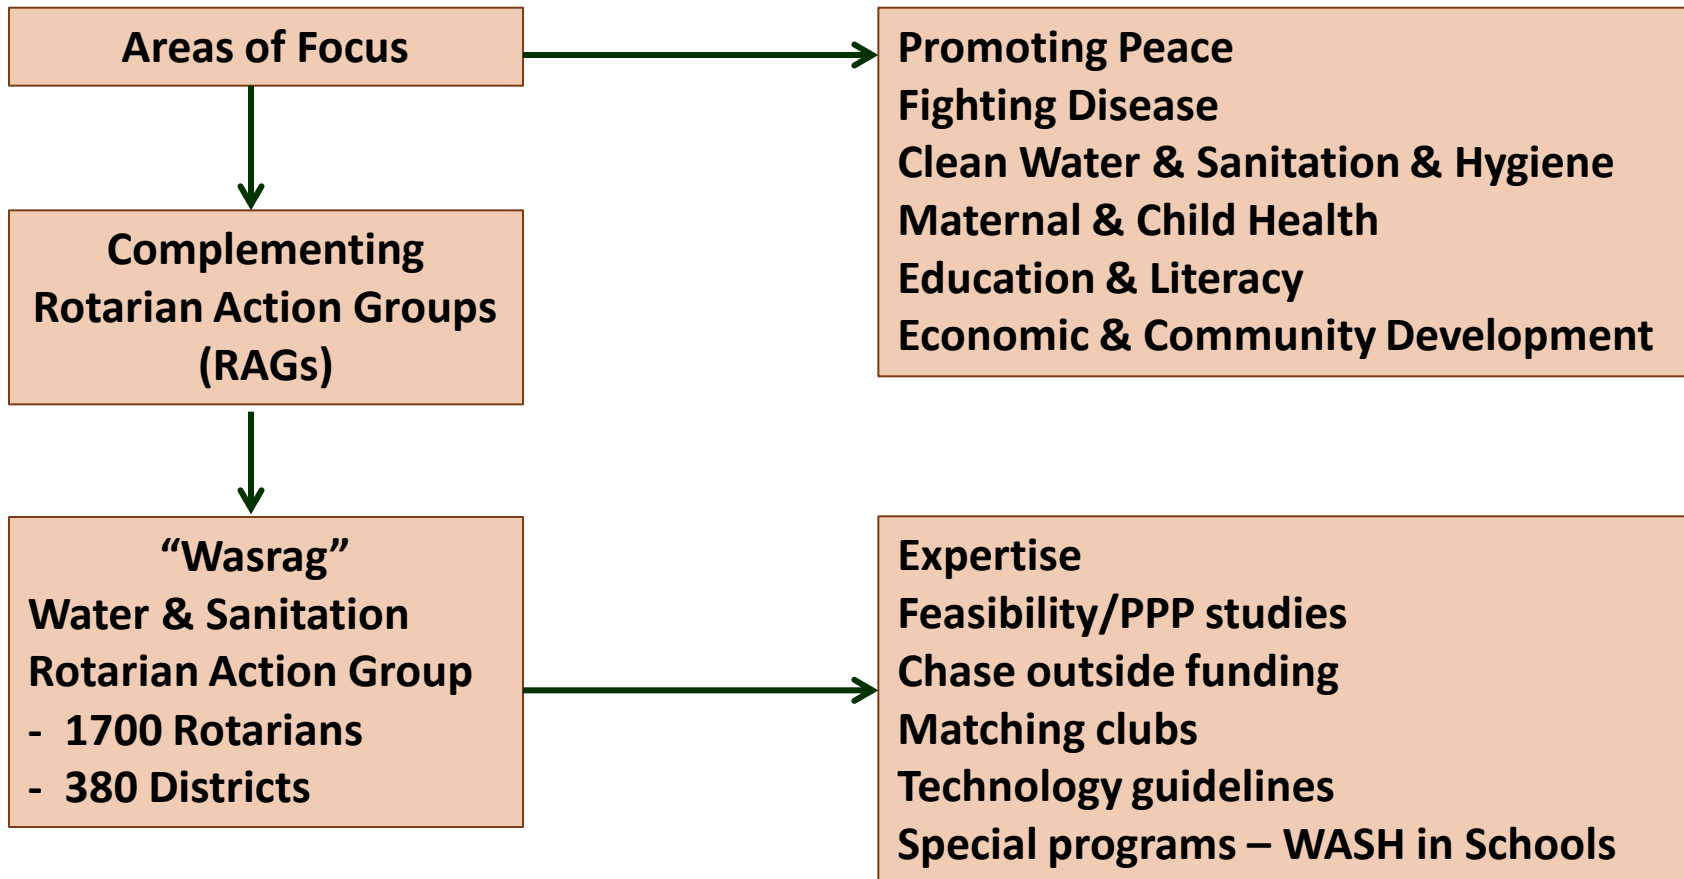 Areas of Focus
Promoting Peace
Fighting Disease
Clean Water & Sanitation & Hygiene
Maternal & Child Health
Education & Literacy
Economic & Community Development
Complementing
Rotarian Action Groups
(RAGs)
“Wasrag”
Water & Sanitation
Rotarian Action Group
- 1700 Rotarians
- 380 Districts
Expertise
Feasibility/PPP studies
Chase outside funding
Matching clubs
Technology guidelines
Special programs – WASH in Schools